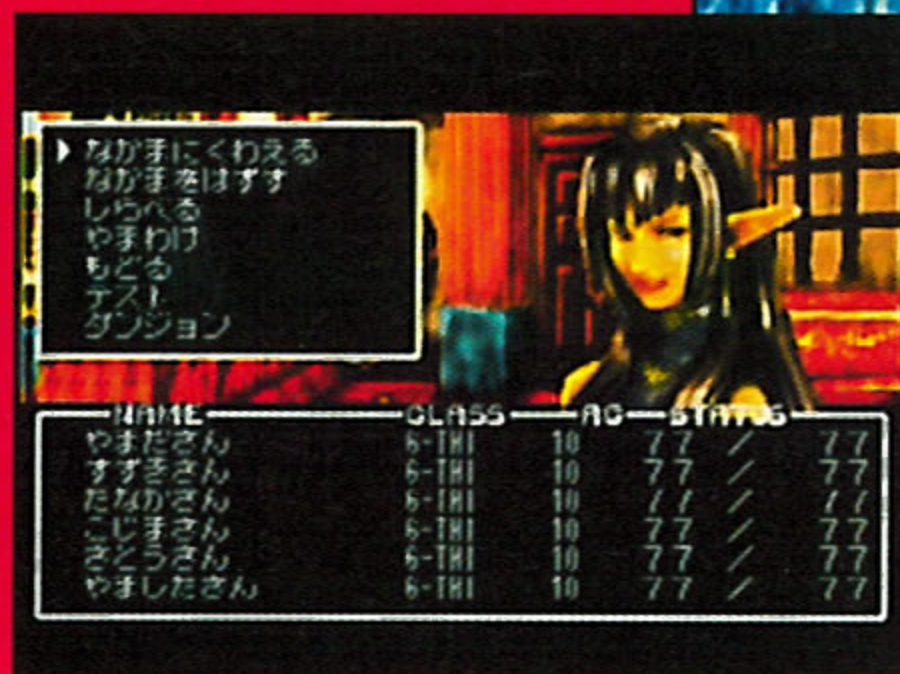 なかまにくわえる
なかまをはずす
しらべる
やまわけ
もどる
テスト
ダンジョン
NAME CLASS AC STATUS
やまださん 6-THI 10 77 / 77
すずきさん 6-THI 10 77 / 77
たなかさん 6-THI 10 77 / 77
こじまさん 6-THI 10 77 / 77
さとうさん 6-THI 10 77 / 77
やましたさん 6-THI 10 77 / 77